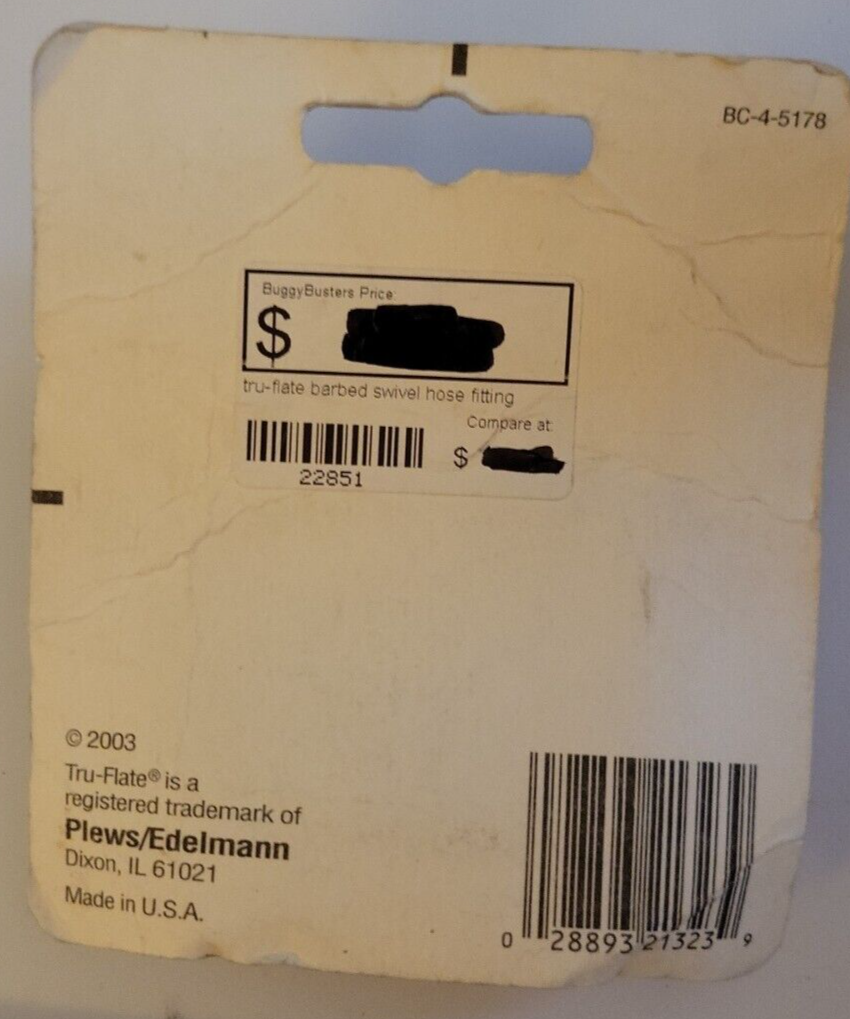 BC-4-5178
BuggyBusters Price:
$
tru-flate barbed swivel hose fitting
Compare at:
$
22851
© 2003
Tru-Flate® is a
registered trademark of
Plews/Edelmann
Dixon, IL 61021
Made in U.S.A.
0 28893 21323 9